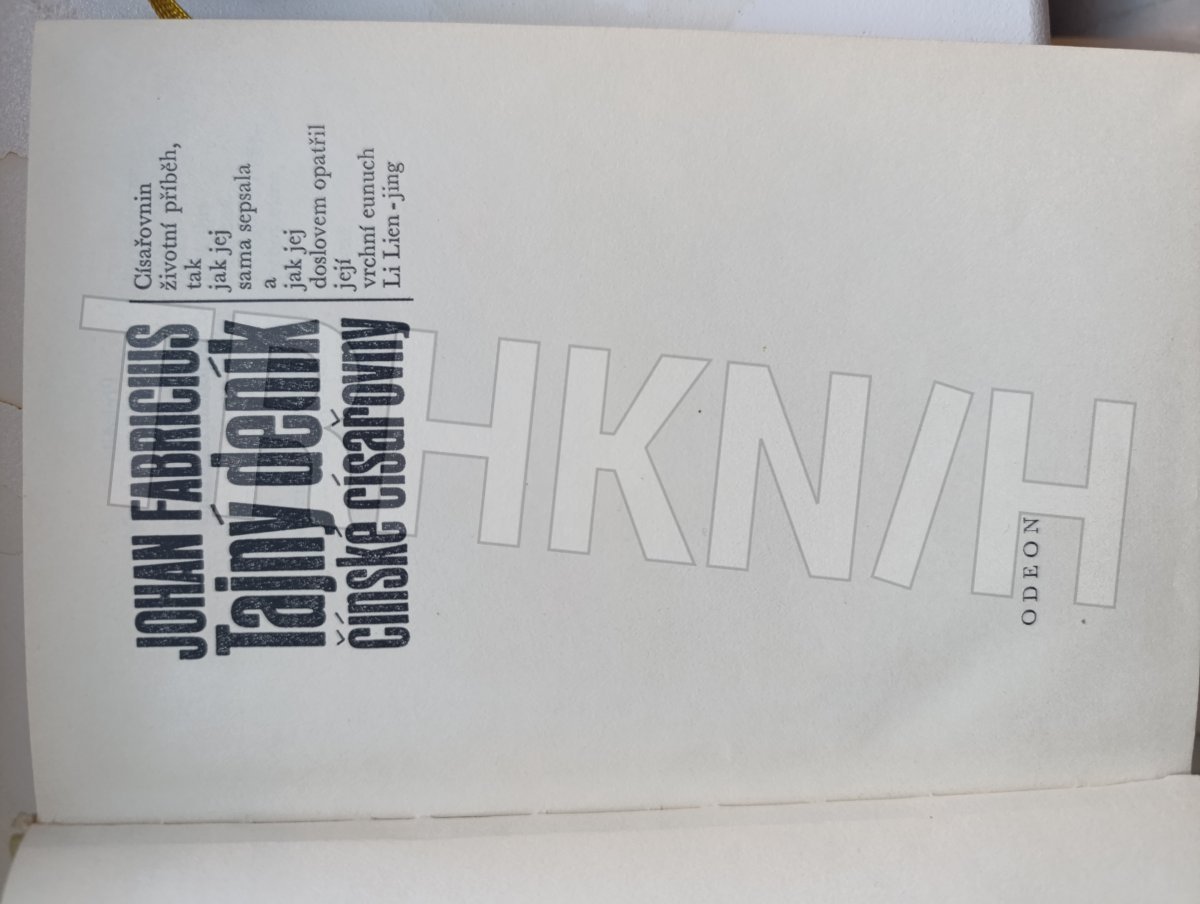 JOHAN FABRICIUS
Tajný deník
čínské císařovny
Císařovnin
životní příběh,
tak
jak jej
sama sepsala
a
jak jej
doslovem opatřil
její
vrchní eunuch
Li Lien-jing
ODEON
TRHKN/H